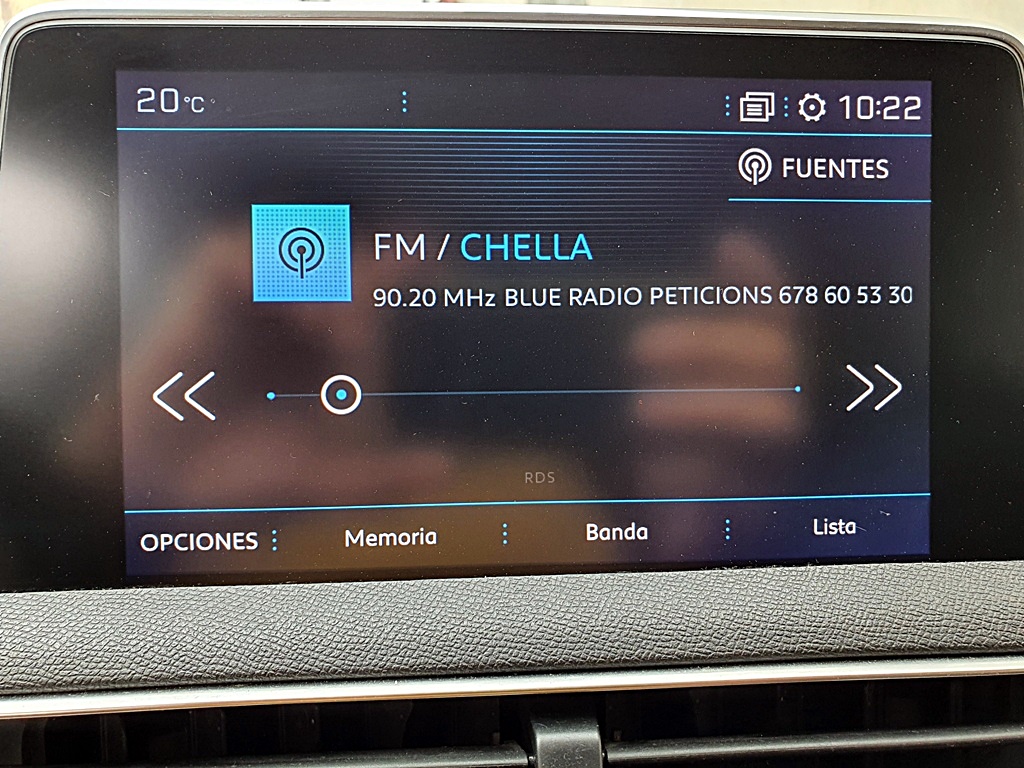 20°C
10:22
FUENTES
FM / CHELLA
90.20 MHz BLUE RADIO PETICIONS 678 60 53 30
RDS
OPCIONES Memoria Banda Lista